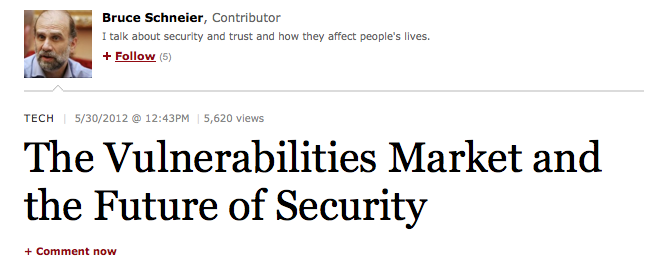 Bruce Schneier, Contributor
I talk about security and trust and how they affect people's lives.
+ Follow (5)
TECH | 5/30/2012 @ 12:43PM | 5,620 views
The Vulnerabilities Market and
the Future of Security
+ Comment now